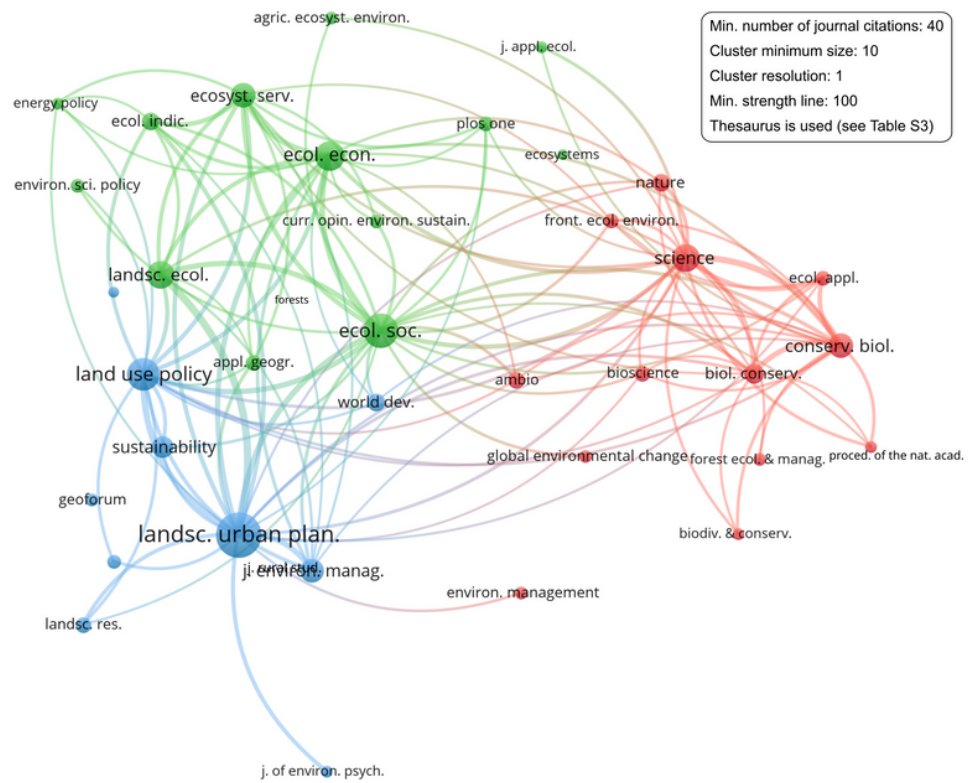 agric. ecosyst. environ.
Min. number of journal citations: 40
Cluster minimum size: 10
Cluster resolution: 1
Min. strength line: 100
Thesaurus is used (see Table S3)
j. appl. ecol.
ecosyst. serv.
energy policy
ecol. indic.
plos one
ecol. econ.
ecosystems
environ. sci. policy
nature
curr. opin. environ. sustain.
front. ecol. environ.
science
landsc. ecol.
ecol. appl.
forests
ecol. soc.
conserv. biol.
appl. geogr.
land use policy
ambio
bioscience
biol. conserv.
world dev.
sustainability
global environmental change
forest ecol. & manag.
proced. of the nat. acad.
geoforum
landsc. urban plan.
biodiv. & conserv.
j. rural stud.
j. environ. manag.
environ. management
landsc. res.
j. of environ. psych.